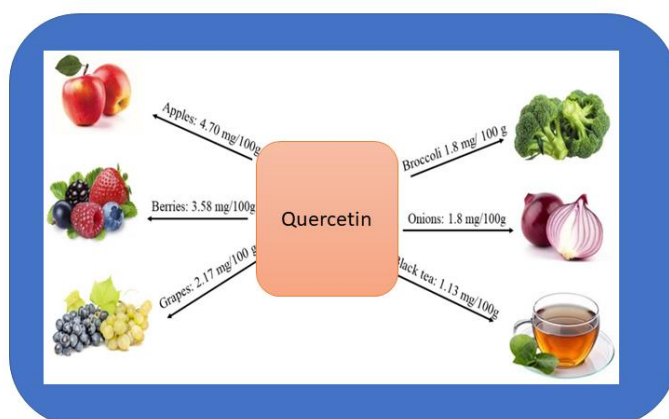 Apples: 4.70 mg/100g
Berries: 3.58 mg/100g
Grapes: 2.17 mg/100 g
Quercetin
Broccoli 1.8 mg/ 100 g
Onions: 1.8 mg/100g
Black tea: 1.13 mg/100g